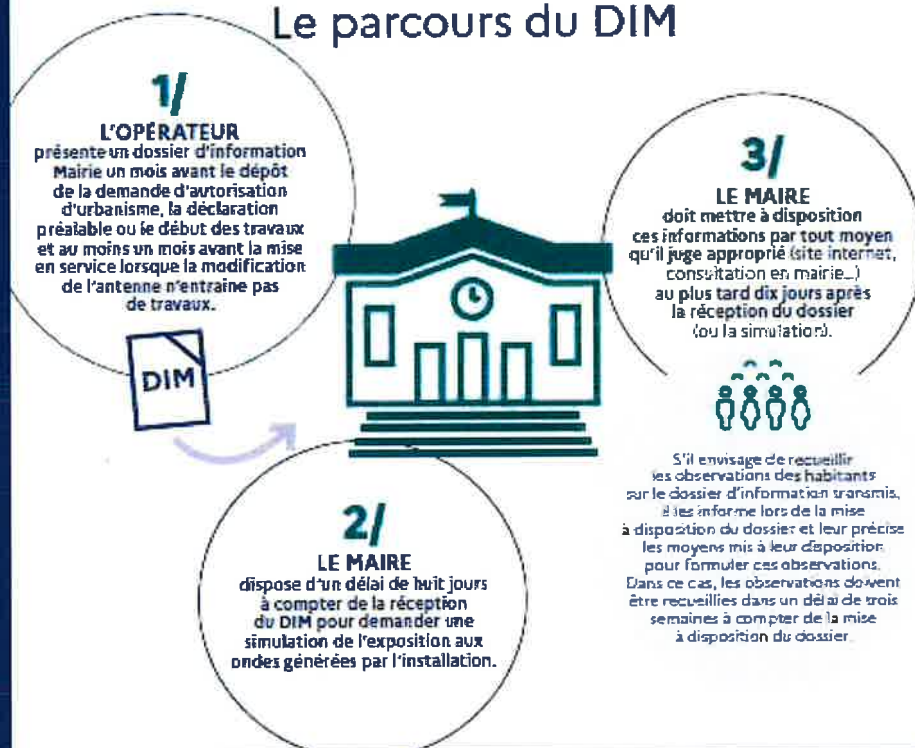 Le parcours du DIM
1/
L'OPÉRATEUR
présente un dossier d'information
Mairie un mois avant le dépôt
de la demande d'autorisation
d'urbanisme, la déclaration
préalable ou le début des travaux
et au moins un mois avant la mise
en service lorsque la modification
de l'antenne n'entraîne pas
de travaux.
DIM
2/
LE MAIRE
dispose d'un délai de huit jours
à compter de la réception
du DIM pour demander une
simulation de l'exposition aux
ondes générées par l'installation.
3/
LE MAIRE
doit mettre à disposition
ces informations par tout moyen
qu'il juge approprié (site internet,
consultation en mairie...)
au plus tard dix jours après
la réception du dossier
(ou la simulation).
S'il envisage de recueillir
les observations des habitants
sur le dossier d'information transmis,
il les informe lors de la mise
à disposition du dossier et leur précise
les moyens mis à leur disposition
pour formuler ces observations.
Dans ce cas, les observations doivent
être recueillies dans un délai de trois
semaines à compter de la mise
à disposition du dossier.